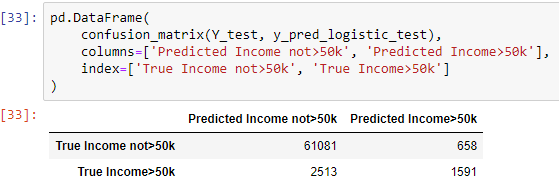 [33]: pd.DataFrame(
confusion_matrix(Y_test, y_pred_logistic_test),
columns=['Predicted Income not>50k', 'Predicted Income>50k'],
index=['True Income not>50k', 'True Income>50k']
)
[33]:
Predicted Income not>50k Predicted Income>50k
True Income not>50k 61081 658
True Income>50k 2513 1591